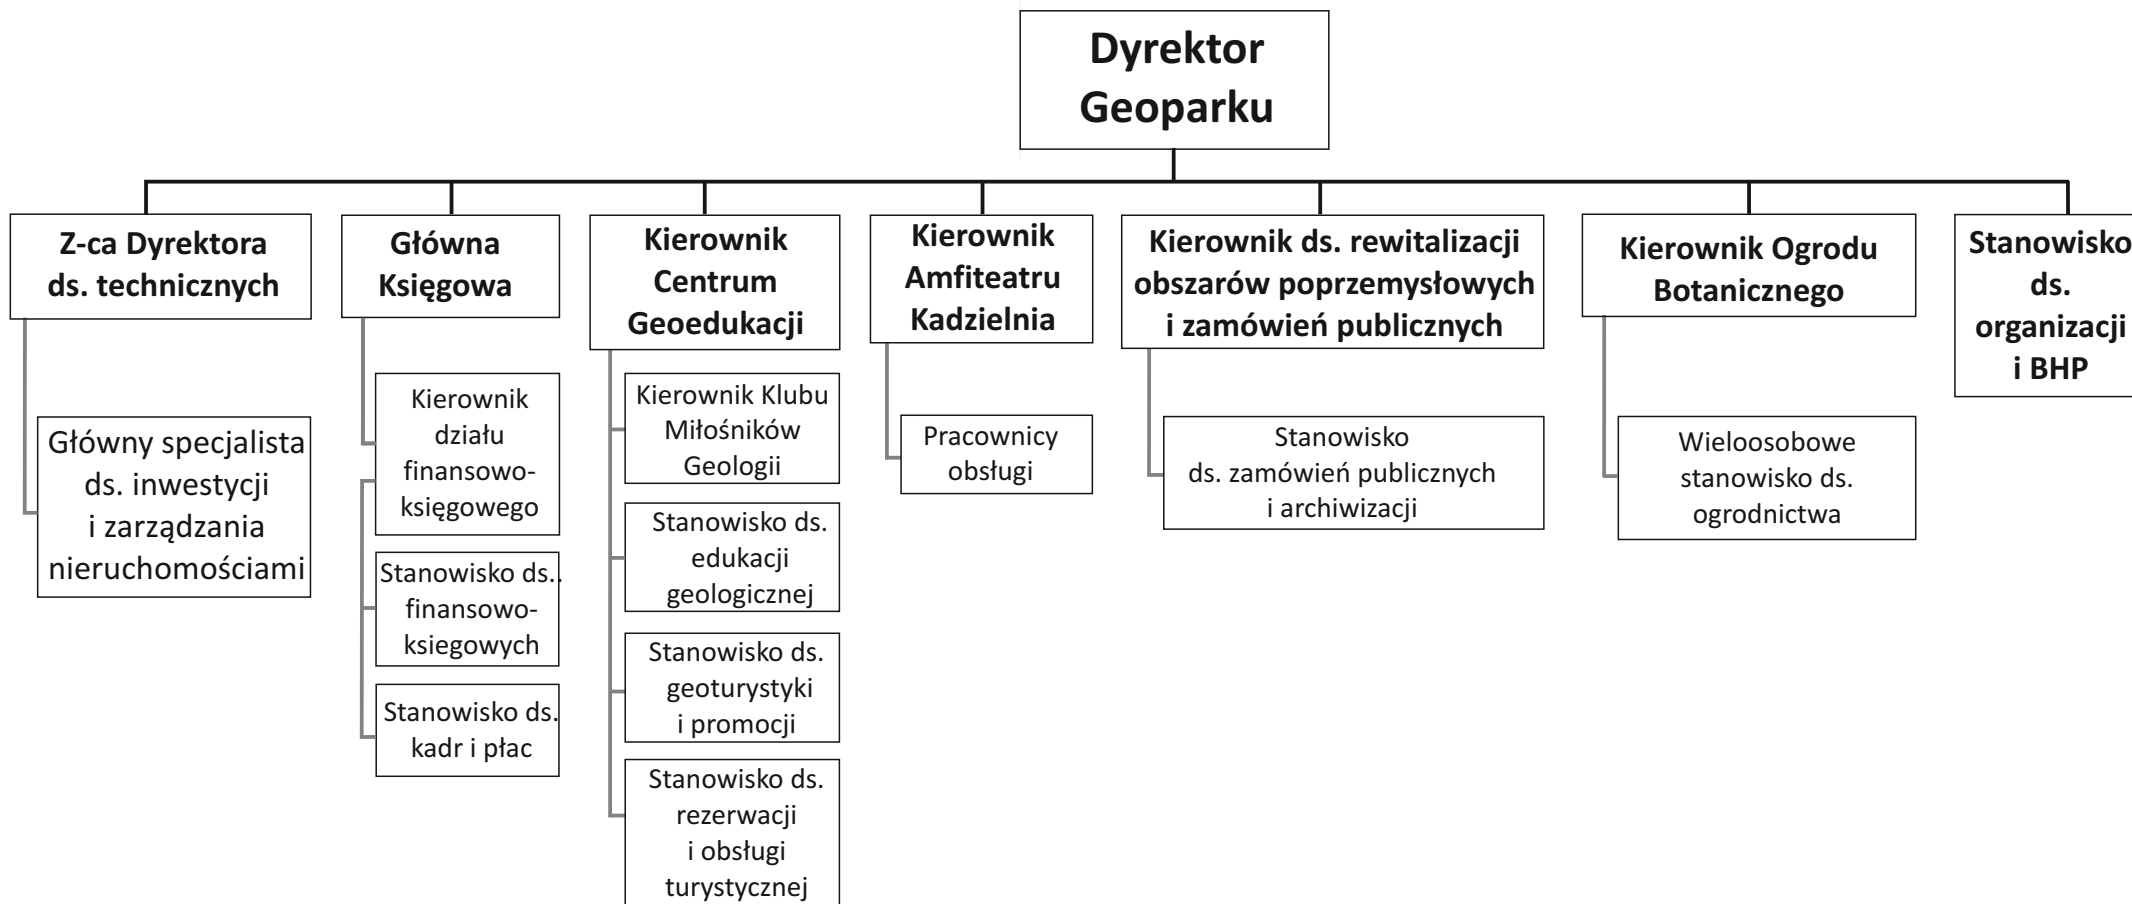 Dyrektor
Geoparku
Z-ca Dyrektora
ds. technicznych
Główny specjalista
ds. inwestycji
i zarządzania
nieruchomościami
Główna
Księgowa
Kierownik
działu
finansowo-
księgowego
Stanowisko ds..
finansowo-
ksiegowych
Stanowisko ds.
kadr i płac
Kierownik
Centrum
Geoedukacji
Kierownik Klubu
Miłośników
Geologii
Stanowisko ds.
edukacji
geologicznej
Stanowisko ds.
geoturystyki
i promocji
Stanowisko ds.
rezerwacji
i obsługi
turystycznej
Kierownik
Amfiteatru
Kadzielnia
Pracownicy
obsługi
Kierownik ds. rewitalizacji
obszarów poprzemysłowych
i zamówień publicznych
Stanowisko
ds. zamówień publicznych
i archiwizacji
Kierownik Ogrodu
Botanicznego
Wieloosobowe
stanowisko ds.
ogrodnictwa
Stanowisko
ds.
organizacji
i BHP